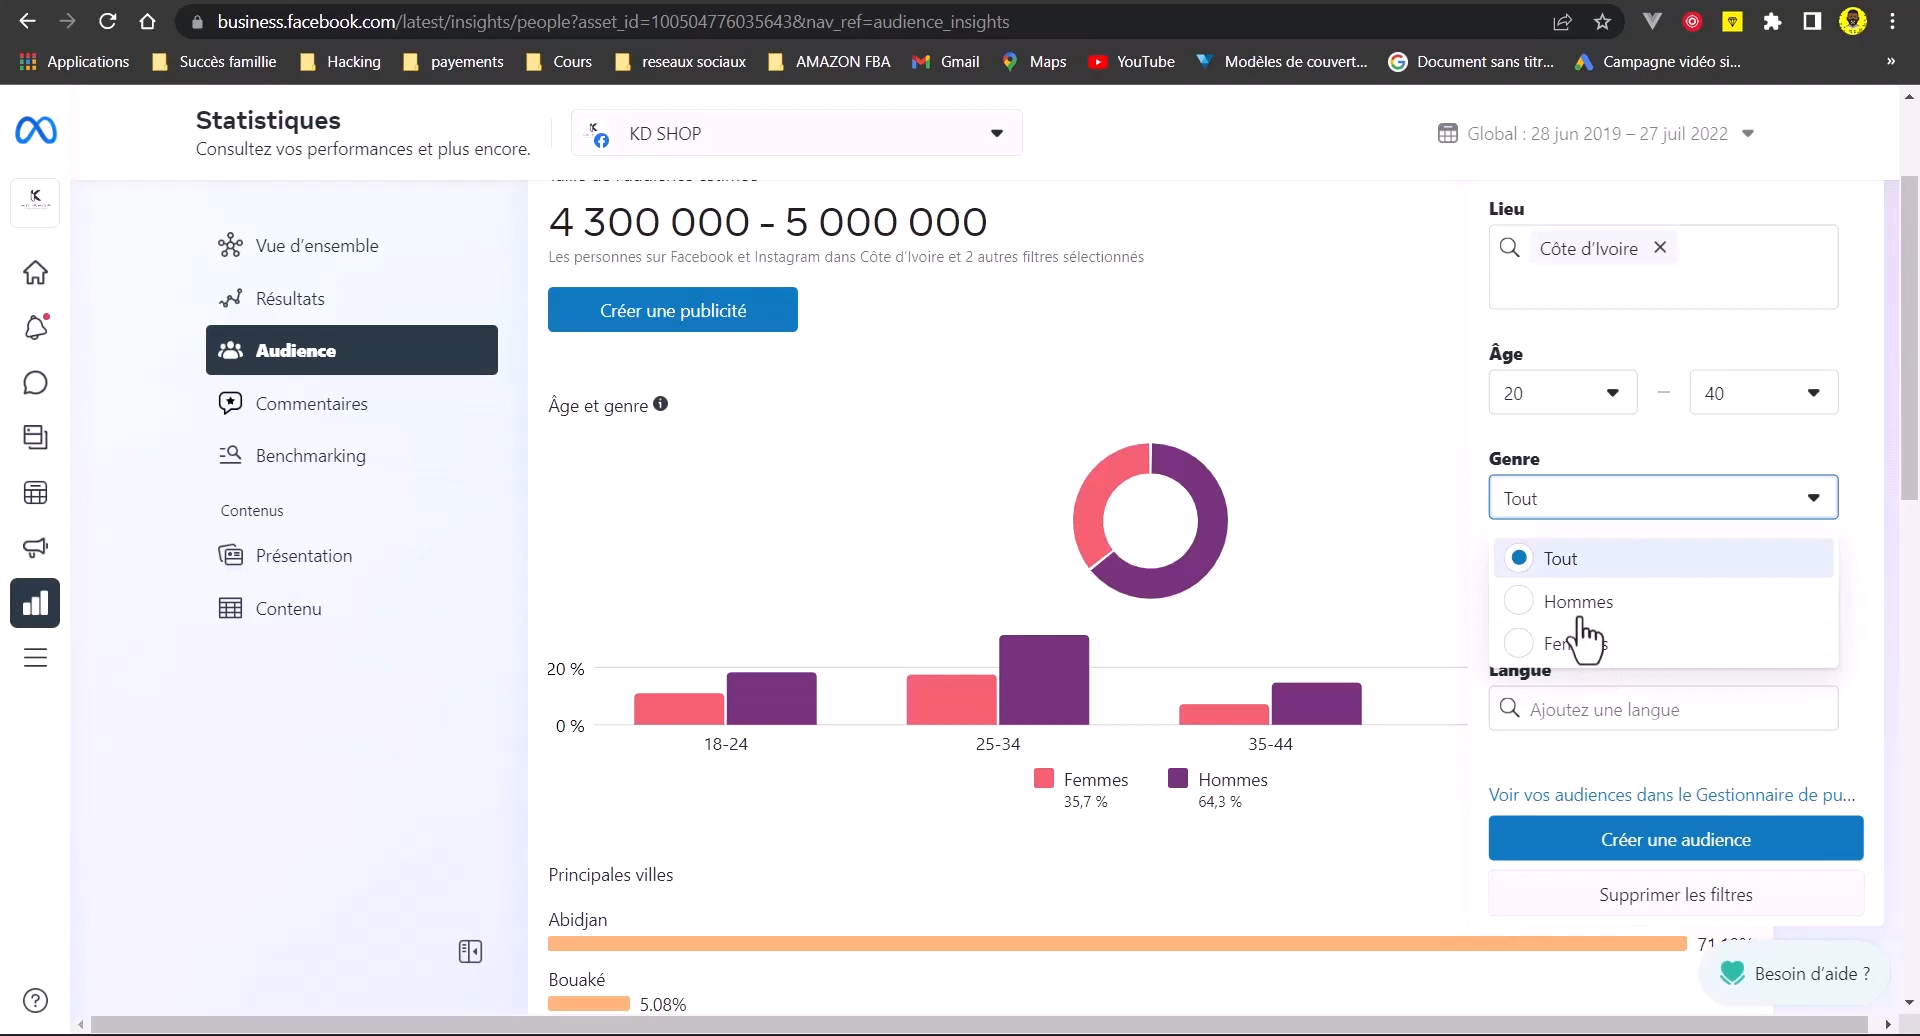 business.facebook.com/latest/insights/people?asset_id=100504776035643&nav_ref=audience_insights
Applications
Succès famillie
Hacking
payements
Cours
reseaux sociaux
AMAZON FBA
Gmail
Maps
YouTube
Modèles de couvert...
Document sans titr...
Campagne vidéo si...
»
Statistiques
Consultez vos performances et plus encore.
KD SHOP
Global : 28 jun 2019 – 27 juil 2022
Vue d'ensemble
Résultats
Audience
Commentaires
Benchmarking
Contenus
Présentation
Contenu
4 300 000 - 5 000 000
Les personnes sur Facebook et Instagram dans Côte d'Ivoire et 2 autres filtres sélectionnés
Créer une publicité
Âge et genre
20 %
0 %
18-24
25-34
35-44
Femmes
35,7 %
Hommes
64,3 %
Principales villes
Abidjan
Bouaké
5.08%
Lieu
Côte d'Ivoire
Âge
20 – 40
Genre
Tout
Tout
Hommes
Langue
Ajoutez une langue
Voir vos audiences dans le Gestionnaire de pu...
Créer une audience
Supprimer les filtres
Besoin d'aide ?